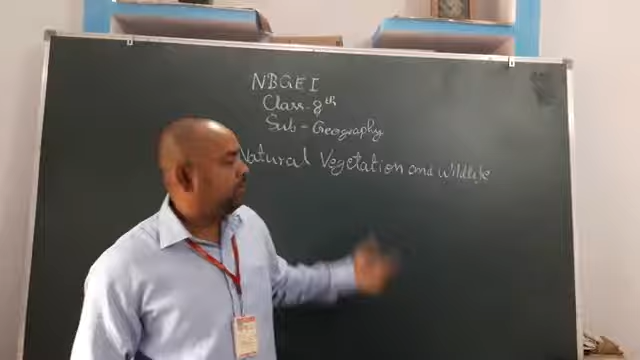 NBGEI
Class-8th
Sub-Geography
Natural Vegetation and Wildlife